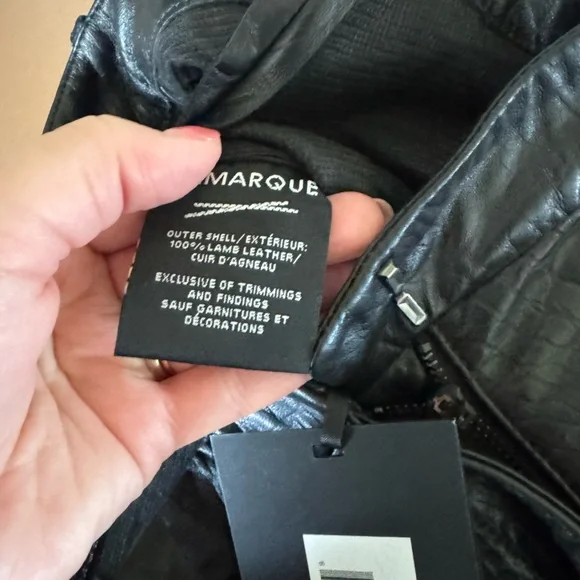 MARQUE
OUTER SHELL/EXTÉRIEUR:
100% LAMB LEATHER/
CUIR D'AGNEAU
EXCLUSIVE OF TRIMMINGS
AND FINDINGS
SAUF GARNITURES ET
DÉCORATIONS